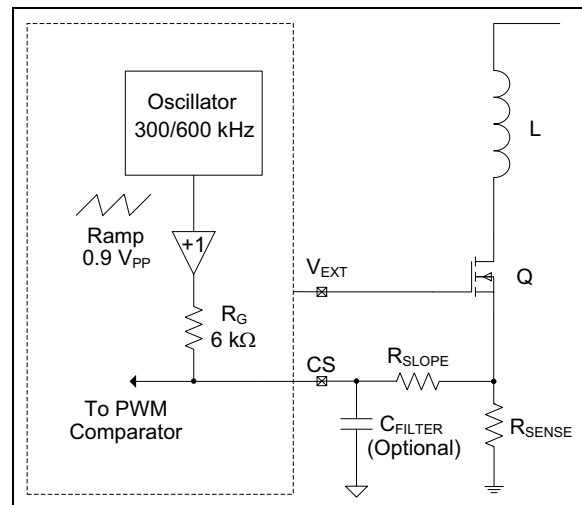 Oscillator
300/600 kHz
L
Ramp
0.9 VPP
+1
VEXT
Q
RG
6 kΩ
CS
RSLOPE
To PWM
Comparator
CFILTER
(Optional)
RSENSE